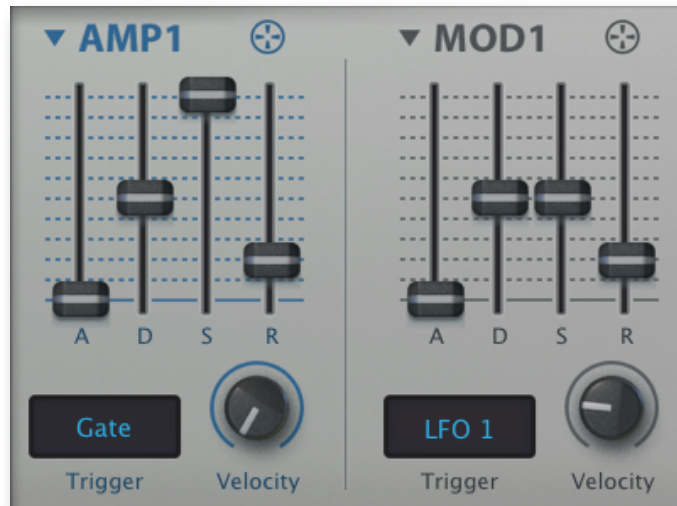 AMP1
MOD1
A D S R
A D S R
Gate
LFO 1
Trigger
Velocity
Trigger
Velocity